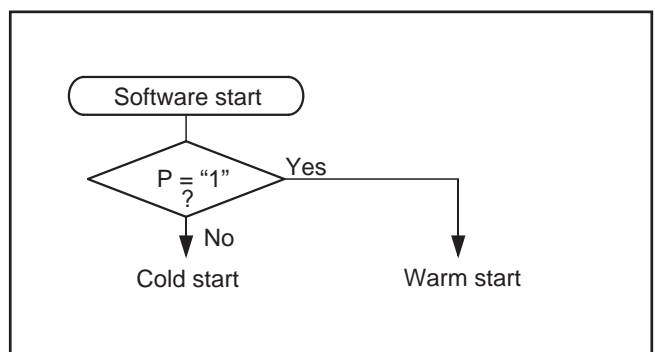 Software start
P = “1”
?
Yes
No
Cold start
Warm start